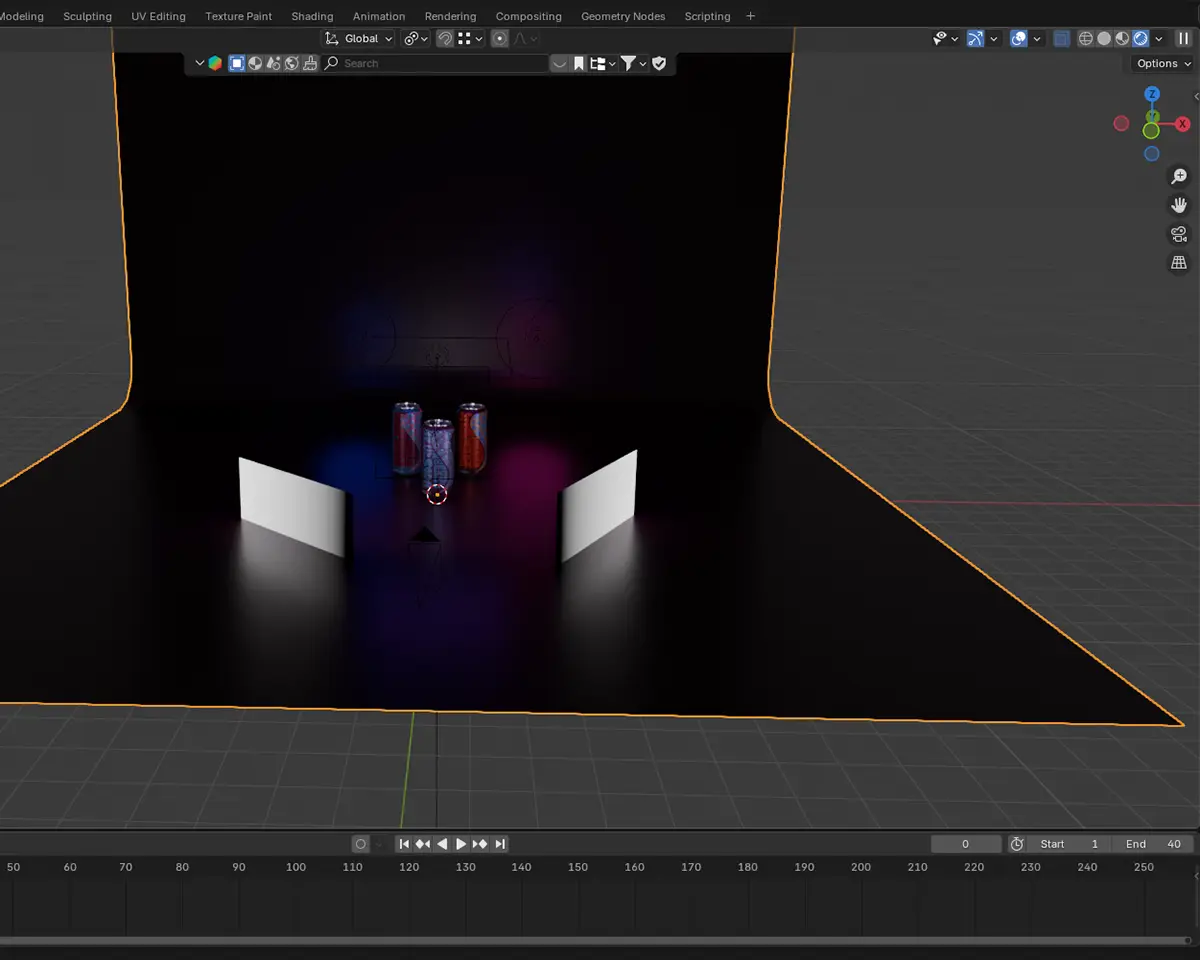 Modeling Sculpting UV Editing Texture Paint Shading Animation Rendering Compositing Geometry Nodes Scripting +
Global
Search
Options
Z
X
0 Start 1 End 40
50 60 70 80 90 100 110 120 130 140 150 160 170 180 190 200 210 220 230 240 250